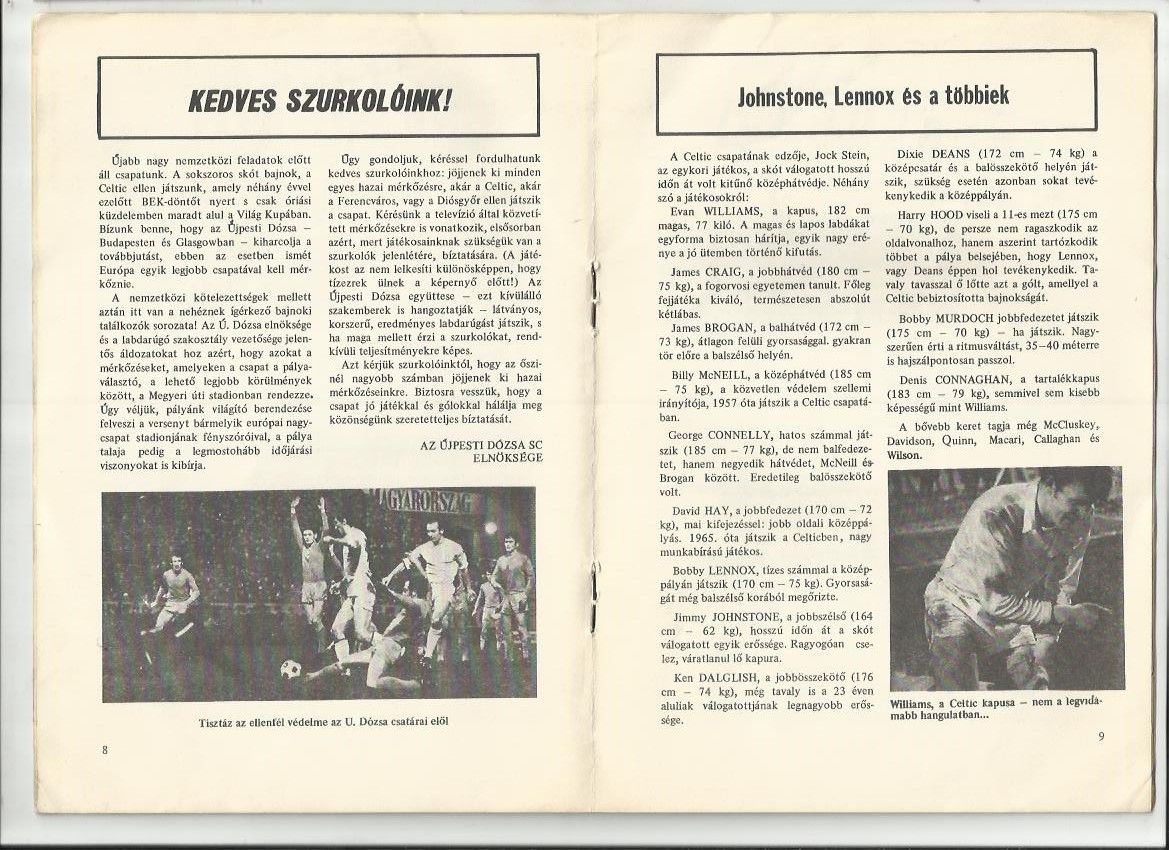 KEDVES SZURKOLÓINK!
Újabb nagy nemzetközi feladatok előtt
áll csapatunk. A sokszoros skót bajnok, a
Celtic ellen játszunk, amely néhány évvel
ezelőtt BEK-döntőt nyert s csak óriási
küzdelemben maradt alul a Világ Kupában.
Bízunk benne, hogy az Újpesti Dózsa –
Budapesten és Glasgowban – kiharcolja a
továbbjutást, ebben az esetben ismét
Európa egyik legjobb csapatával kell mér-
kőznie.
A nemzetközi kötelezettségek mellett
aztán itt van a nehéznek ígérkező bajnoki
találkozók sorozata! Az Ú. Dózsa elnöksége
és a labdarúgó szakosztály vezetősége jelen-
tős áldozatokat hoz azért, hogy azokat a
mérkőzéseket, amelyeken a csapat a pálya-
választó, a lehető legjobb körülmények
között, a Megyeri úti stadionban rendezze.
Úgy véljük, pályánk világító berendezése
felveszi a versenyt bármelyik európai nagy-
csapat stadionjának fényszóróival, a pálya
talaja pedig a legmostohább időjárási
viszonyokat is kibírja.
Úgy gondoljuk, kéréssel fordulhatunk
kedves szurkolóinkhoz: jöjjenek ki minden
egyes hazai mérkőzésre, akár a Celtic, akár
a Ferencváros, vagy a Diósgyőr ellen játszik
a csapat. Kérésünk a televízió által közvetí-
tett mérkőzésekre is vonatkozik, elsősorban
azért, mert játékosainknak szükségük van a
szurkolók jelenlétére, bíztatására. (A játé-
kost az nem lelkesíti különösképpen, hogy
tízezrek ülnek a képernyő előtt!) Az
Újpesti Dózsa együttese – ezt kívülálló
szakemberek is hangoztatják – látványos,
korszerű, eredményes labdarúgást játszik, s
ha maga mellett érzi a szurkolókat, rend-
kívüli teljesítményekre képes.
Azt kérjük szurkolóinktól, hogy az őszi-
nél nagyobb számban jöjjenek ki hazai
mérkőzéseinkre. Biztosra vesszük, hogy a
csapat jó játékkal és gólokkal hálálja meg
közönségünk szeretetteljes bíztatását.
AZ ÚJPESTI DÓZSA SC
ELNÖKSÉGE
MAGYARORSZÁG
Tisztáz az ellenfél védelme az U. Dózsa csatárai elől
8
Johnstone, Lennox és a többiek
A Celtic csapatának edzője, Jock Stein,
az egykori játékos, a skót válogatott hosszú
időn át volt kitűnő középhátvédje. Néhány
szó a játékosokról:
Evan WILLIAMS, a kapus, 182 cm
magas, 77 kiló. A magas és lapos labdákat
egyforma biztosan hárítja, egyik nagy eré-
nye a jó ütemben történő kifutás.
James CRAIG, a jobbhátvéd (180 cm –
75 kg), a fogorvosi egyetemen tanult. Főleg
fejjátéka kiváló, természetesen abszolút
kétlábas.
James BROGAN, a balhátvéd (172 cm –
73 kg), átlagon felüli gyorsasággal. gyakran
tör előre a balszélső helyén.
Billy McNEILL, a középhátvéd (185 cm
– 75 kg), a közvetlen védelem szellemi
irányítója, 1957 óta játszik a Celtic csapatá-
ban.
George CONNELLY, hatos számmal ját-
szik (185 cm – 77 kg), de nem balfedeze-
tet, hanem negyedik hátvédet, McNeill és
Brogan között. Eredetileg balösszekötő
volt.
David HAY, a jobbfedezet (170 cm – 72
kg), mai kifejezéssel: jobb oldali középpá-
lyás. 1965. óta játszik a Celticben, nagy
munkabírású játékos.
Bobby LENNOX, tízes számmal a közép-
pályán játszik (170 cm – 75 kg). Gyorsasá-
gát még balszélső korából megőrizte.
Jimmy JOHNSTONE, a jobbszélső (164
cm – 62 kg), hosszú időn át a skót
válogatott egyik erőssége. Ragyogóan cse-
lez, váratlanul lő kapura.
Ken DALGLISH, a jobbösszekötő (176
cm – 74 kg), még tavaly is a 23 éven
aluliak válogatottjának legnagyobb erős-
sége.
Dixie DEANS (172 cm – 74 kg) a
középcsatár és a balösszekötő helyén ját-
szik, szükség esetén azonban sokat tevé-
kenykedik a középpályán.
Harry HOOD viseli a 11-es mezt (175 cm
– 70 kg), de persze nem ragaszkodik az
oldalvonalhoz, hanem aszerint tartózkodik
többet a pálya belsejében, hogy Lennox,
vagy Deans éppen hol tevékenykedik. Ta-
valy tavasszal ő lőtte azt a gólt, amellyel a
Celtic bebiztosította bajnokságát.
Bobby MURDOCH jobbfedezetet játszik
(175 cm – 70 kg) – ha játszik. Nagy-
szerűen érti a ritmusváltást, 35–40 méterre
is hajszálpontosan passzol.
Denis CONNAGHAN, a tartalékkapus
(183 cm – 79 kg), semmivel sem kisebb
képességű mint Williams.
A bővebb keret tagja még McCluskey,
Davidson, Quinn, Macari, Callaghan és
Wilson.
Williams, a Celtic kapusa – nem a legvidá-
mabb hangulatban...
9